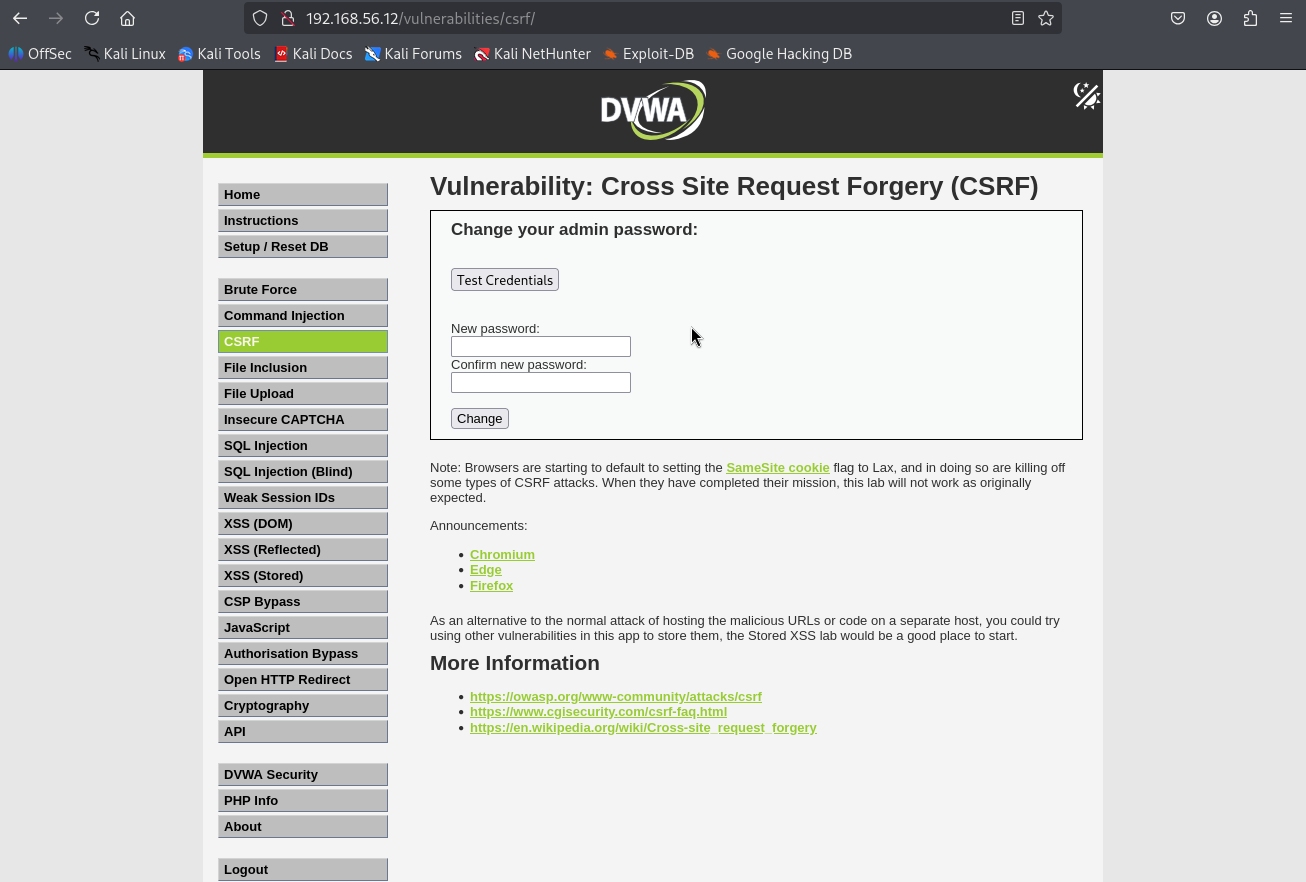 192.168.56.12/vulnerabilities/csrf/
OffSec Kali Linux Kali Tools Kali Docs Kali Forums Kali NetHunter Exploit-DB Google Hacking DB
DVWA
Home
Instructions
Setup / Reset DB
Brute Force
Command Injection
CSRF
File Inclusion
File Upload
Insecure CAPTCHA
SQL Injection
SQL Injection (Blind)
Weak Session IDs
XSS (DOM)
XSS (Reflected)
XSS (Stored)
CSP Bypass
JavaScript
Authorisation Bypass
Open HTTP Redirect
Cryptography
API
DVWA Security
PHP Info
About
Logout
Vulnerability: Cross Site Request Forgery (CSRF)
Change your admin password:
Test Credentials
New password:
Confirm new password:
Change
Note: Browsers are starting to default to setting the SameSite cookie flag to Lax, and in doing so are killing off
some types of CSRF attacks. When they have completed their mission, this lab will not work as originally
expected.
Announcements:
Chromium
Edge
Firefox
As an alternative to the normal attack of hosting the malicious URLs or code on a separate host, you could try
using other vulnerabilities in this app to store them, the Stored XSS lab would be a good place to start.
More Information
https://owasp.org/www-community/attacks/csrf
https://www.cgisecurity.com/csrf-faq.html
https://en.wikipedia.org/wiki/Cross-site_request_forgery